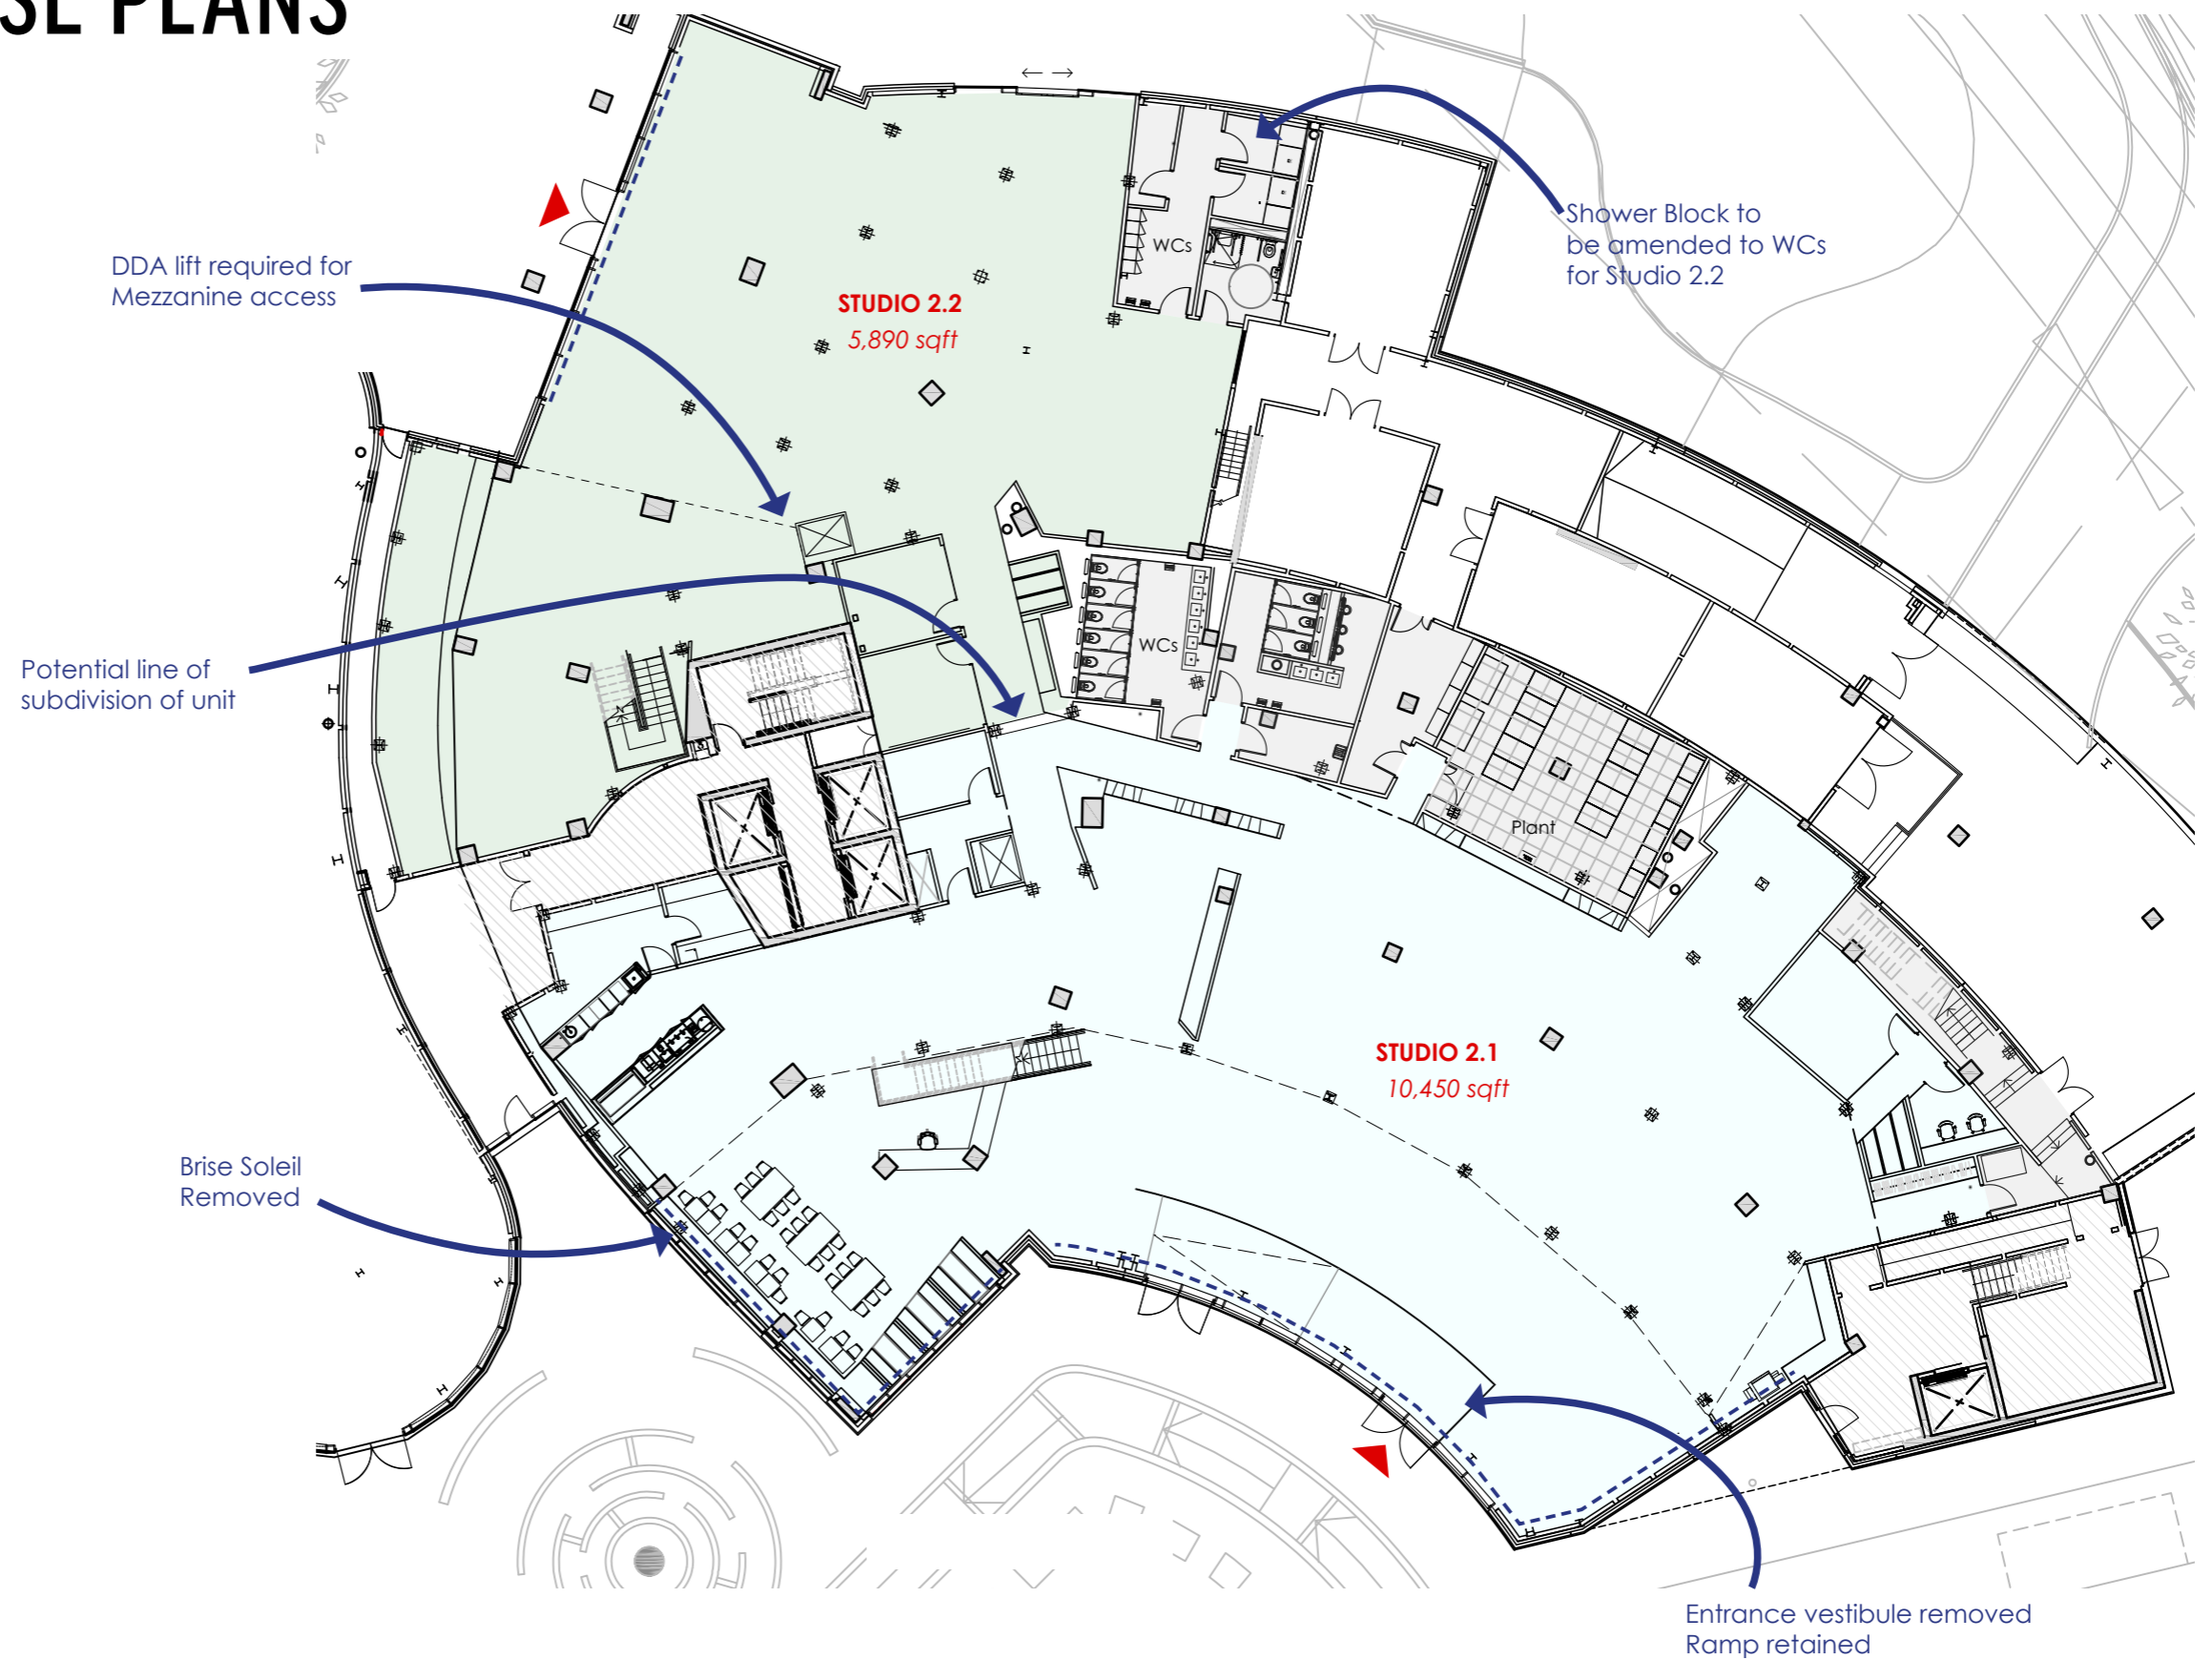 SE PLANS
Shower Block to
be amended to WCs
for Studio 2.2
WCs
DDA lift required for
Mezzanine access
STUDIO 2.2
5,890 sqft
WCs
Potential line of
subdivision of unit
Plant
STUDIO 2.1
10,450 sqft
Brise Soleil
Removed
Entrance vestibule removed
Ramp retained